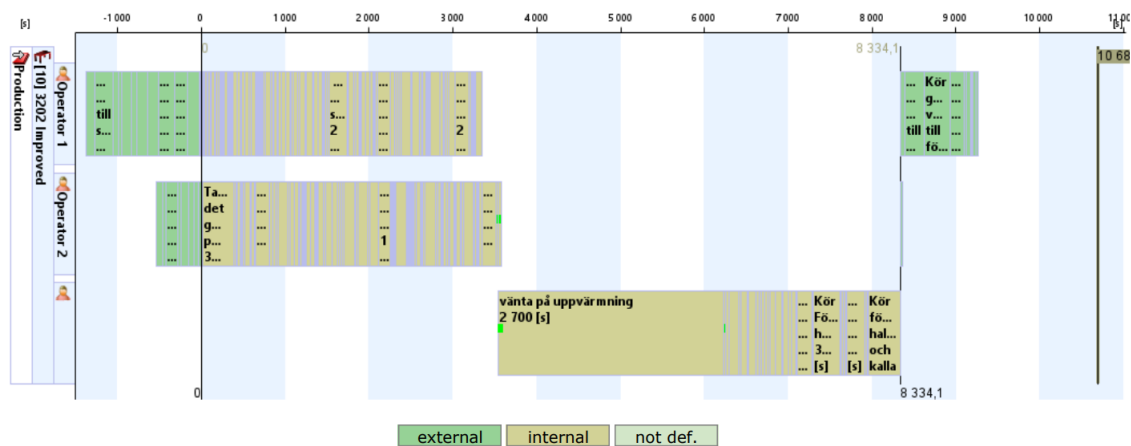 [s]
-1 000
0
1 000
2 000
3 000
4 000
5 000
6 000
7 000
8 000
9 000
10 000
1100
[s]
0
8 334,1
10 68
Production
[10] 3202 Improved
Operator 1
... ... ... ... ... ... ... Kör ...
... ... ... ... ... ... ... g... ...
till ... ... s... ... ... ... v... ...
s... ... ... 2 ... 2 till till ...
... ... ... ... ... ... ... fö... ...
Operator 2
... Ta... ... ... ...
... det ... ... ...
... g... ... ... ...
... p... ... 1 ...
... 3... ... ...
vänta på uppvärmning ... Kör ... Kör
2 700 [s] ... Fö... ... fö...
... h... ... hal...
... 3... ... och
... [s] [s] kalla
0
8 334,1
external
internal
not def.